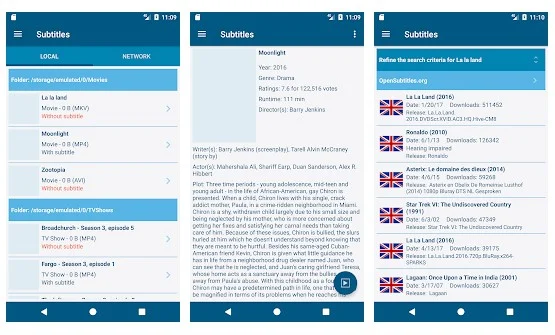 11:09
Subtitles
LOCAL
NETWORK
Folder: /storage/emulated/0/Movies
La la land
Movie - 0 B (MKV)
Without subtitle
Moonlight
Movie - 0 B (MP4)
With subtitle
Zootopia
Movie - 0 B (AVI)
Without subtitle
Folder: /storage/emulated/0/TVShows
Broadchurch - Season 3, episode 5
TV Show - 0 B (MP4)
Without subtitle
Fargo - Season 3, episode 1
TV Show - 0 B (MP4)
Without subtitle
11:09
Subtitles
Moonlight
Year: 2016
Genre: Drama
Ratings: 7.6 for 122,516 votes
Runtime: 111 min
Director(s): Barry Jenkins
Writer(s): Barry Jenkins (screenplay), Tarell Alvin McCraney
(story by)
Actor(s): Mahershala Ali, Shariff Earp, Duan Sanderson, Alex R.
Hibbert
Plot: Three time periods - young adolescence, mid-teen and
young adult - in the life of African-American, gay Chiron is
presented. When a child, Chiron lives with his single, crack
addict mother, Paula, in a crime ridden neighborhood in Miami.
Chiron is a shy withdrawn child largely due to his small size and
being neglected by his mother, who is more concerned about
getting her fixes and satisfying her carnal needs than taking
care of him. Because of these issues, Chiron is bullied, the slurs
hurled at him which he doesn't understand beyond knowing that
they are meant to be hurtful. Besides his same-aged Cuban-
American friend Kevin, Chiron is given what little guidance he
has in life from a neighborhood drug dealer named Juan, who
can see that he is neglected, and Juan's caring girlfriend Teresa,
whose home acts as a sanctuary away from the bullies
away from Paula's abuse. With this childhood as a
Chiron may have a predetermined path in life, one that
be magnified in terms of its problems when he reaches
11:10
Subtitles
Refine the search criteria for La la land
OpenSubtitles.org
La La Land (2016)
Date: 1/20/17 Downloads: 511452
Release: La.La.Land.
2016.DVDScr.XVID.AC3.HQ.Hive-CM8
Ronaldo (2010)
Date: 6/1/13 Downloads: 126342
Hearing impaired
Release: Ronaldo
Asterix: Le domaine des dieux (2014)
Date: 4/6/15 Downloads: 59268
Release: Asterix en Obelix De Romeinse Lusthof
(2014) 1080p Bluray DTS NL Gesproken
Star Trek VI: The Undiscovered Country
(1991)
Date: 6/3/02 Downloads: 47349
Release: Star Trek VI: The Undiscovered Country
La La Land (2016)
Date: 4/13/17 Downloads: 39175
Release: La.La.Land.2016.720p.BluRay.x264-
SPARKS
Lagaan: Once Upon a Time in India (2001)
Date: 3/17/07 Downloads: 30627
Release: Lagaan